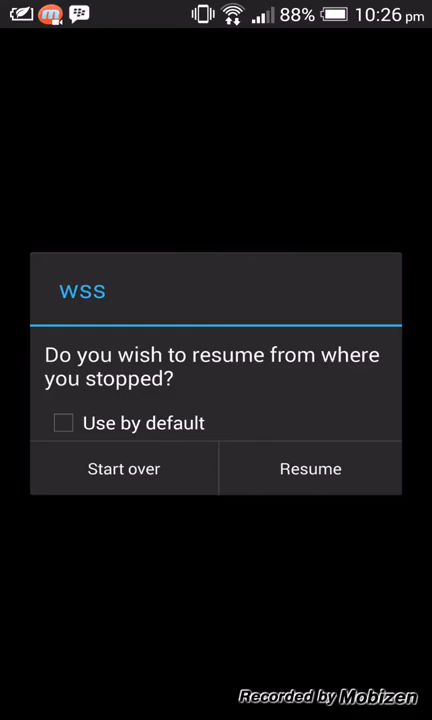 88% 10:26 pm
wss
Do you wish to resume from where
you stopped?
Use by default
Start over Resume
Recorded by Mobizen